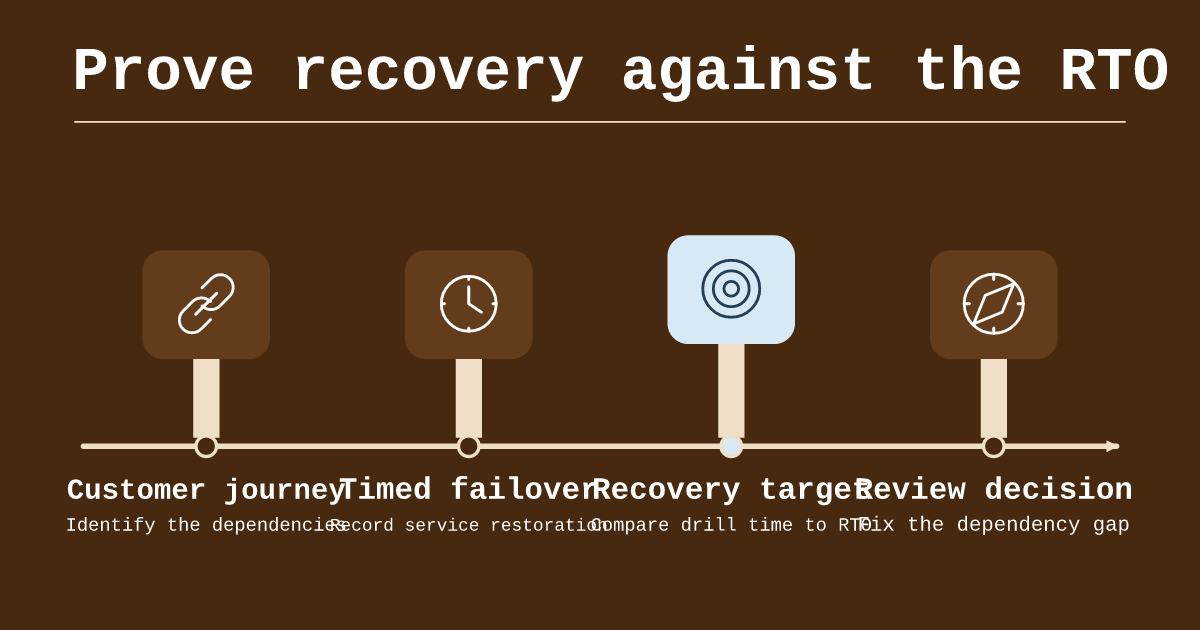 Prove recovery against the RTO
Customer journey
Identify the dependencies
Timed failover
Record service restoration
Recovery target
Compare drill time to RTO
Review decision
Fix the dependency gap